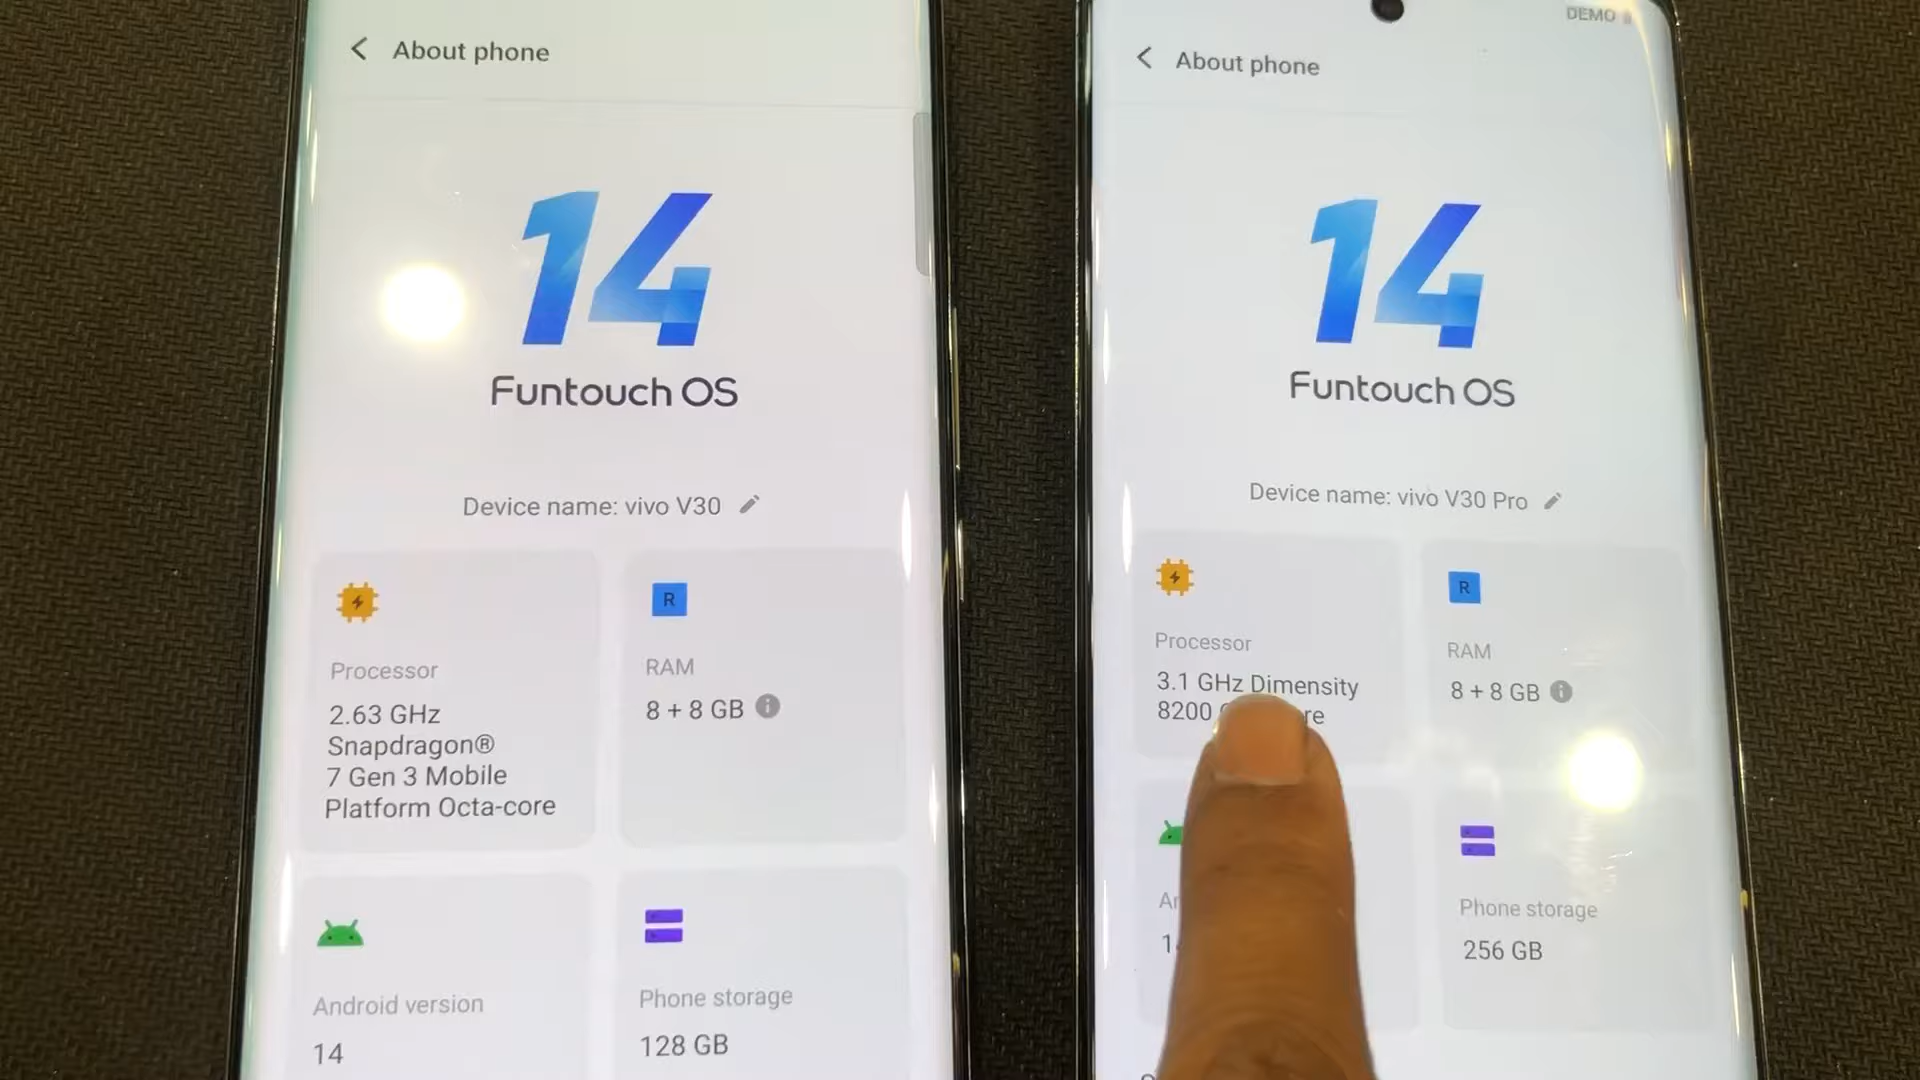 About phone
14
Funtouch OS
Device name: vivo V30
Processor
2.63 GHz
Snapdragon®
7 Gen 3 Mobile
Platform Octa-core
R
RAM
8 + 8 GB
Android version
14
Phone storage
128 GB
DEMO
About phone
14
Funtouch OS
Device name: vivo V30 Pro
Processor
3.1 GHz Dimensity
8200
R
RAM
8 + 8 GB
Phone storage
256 GB